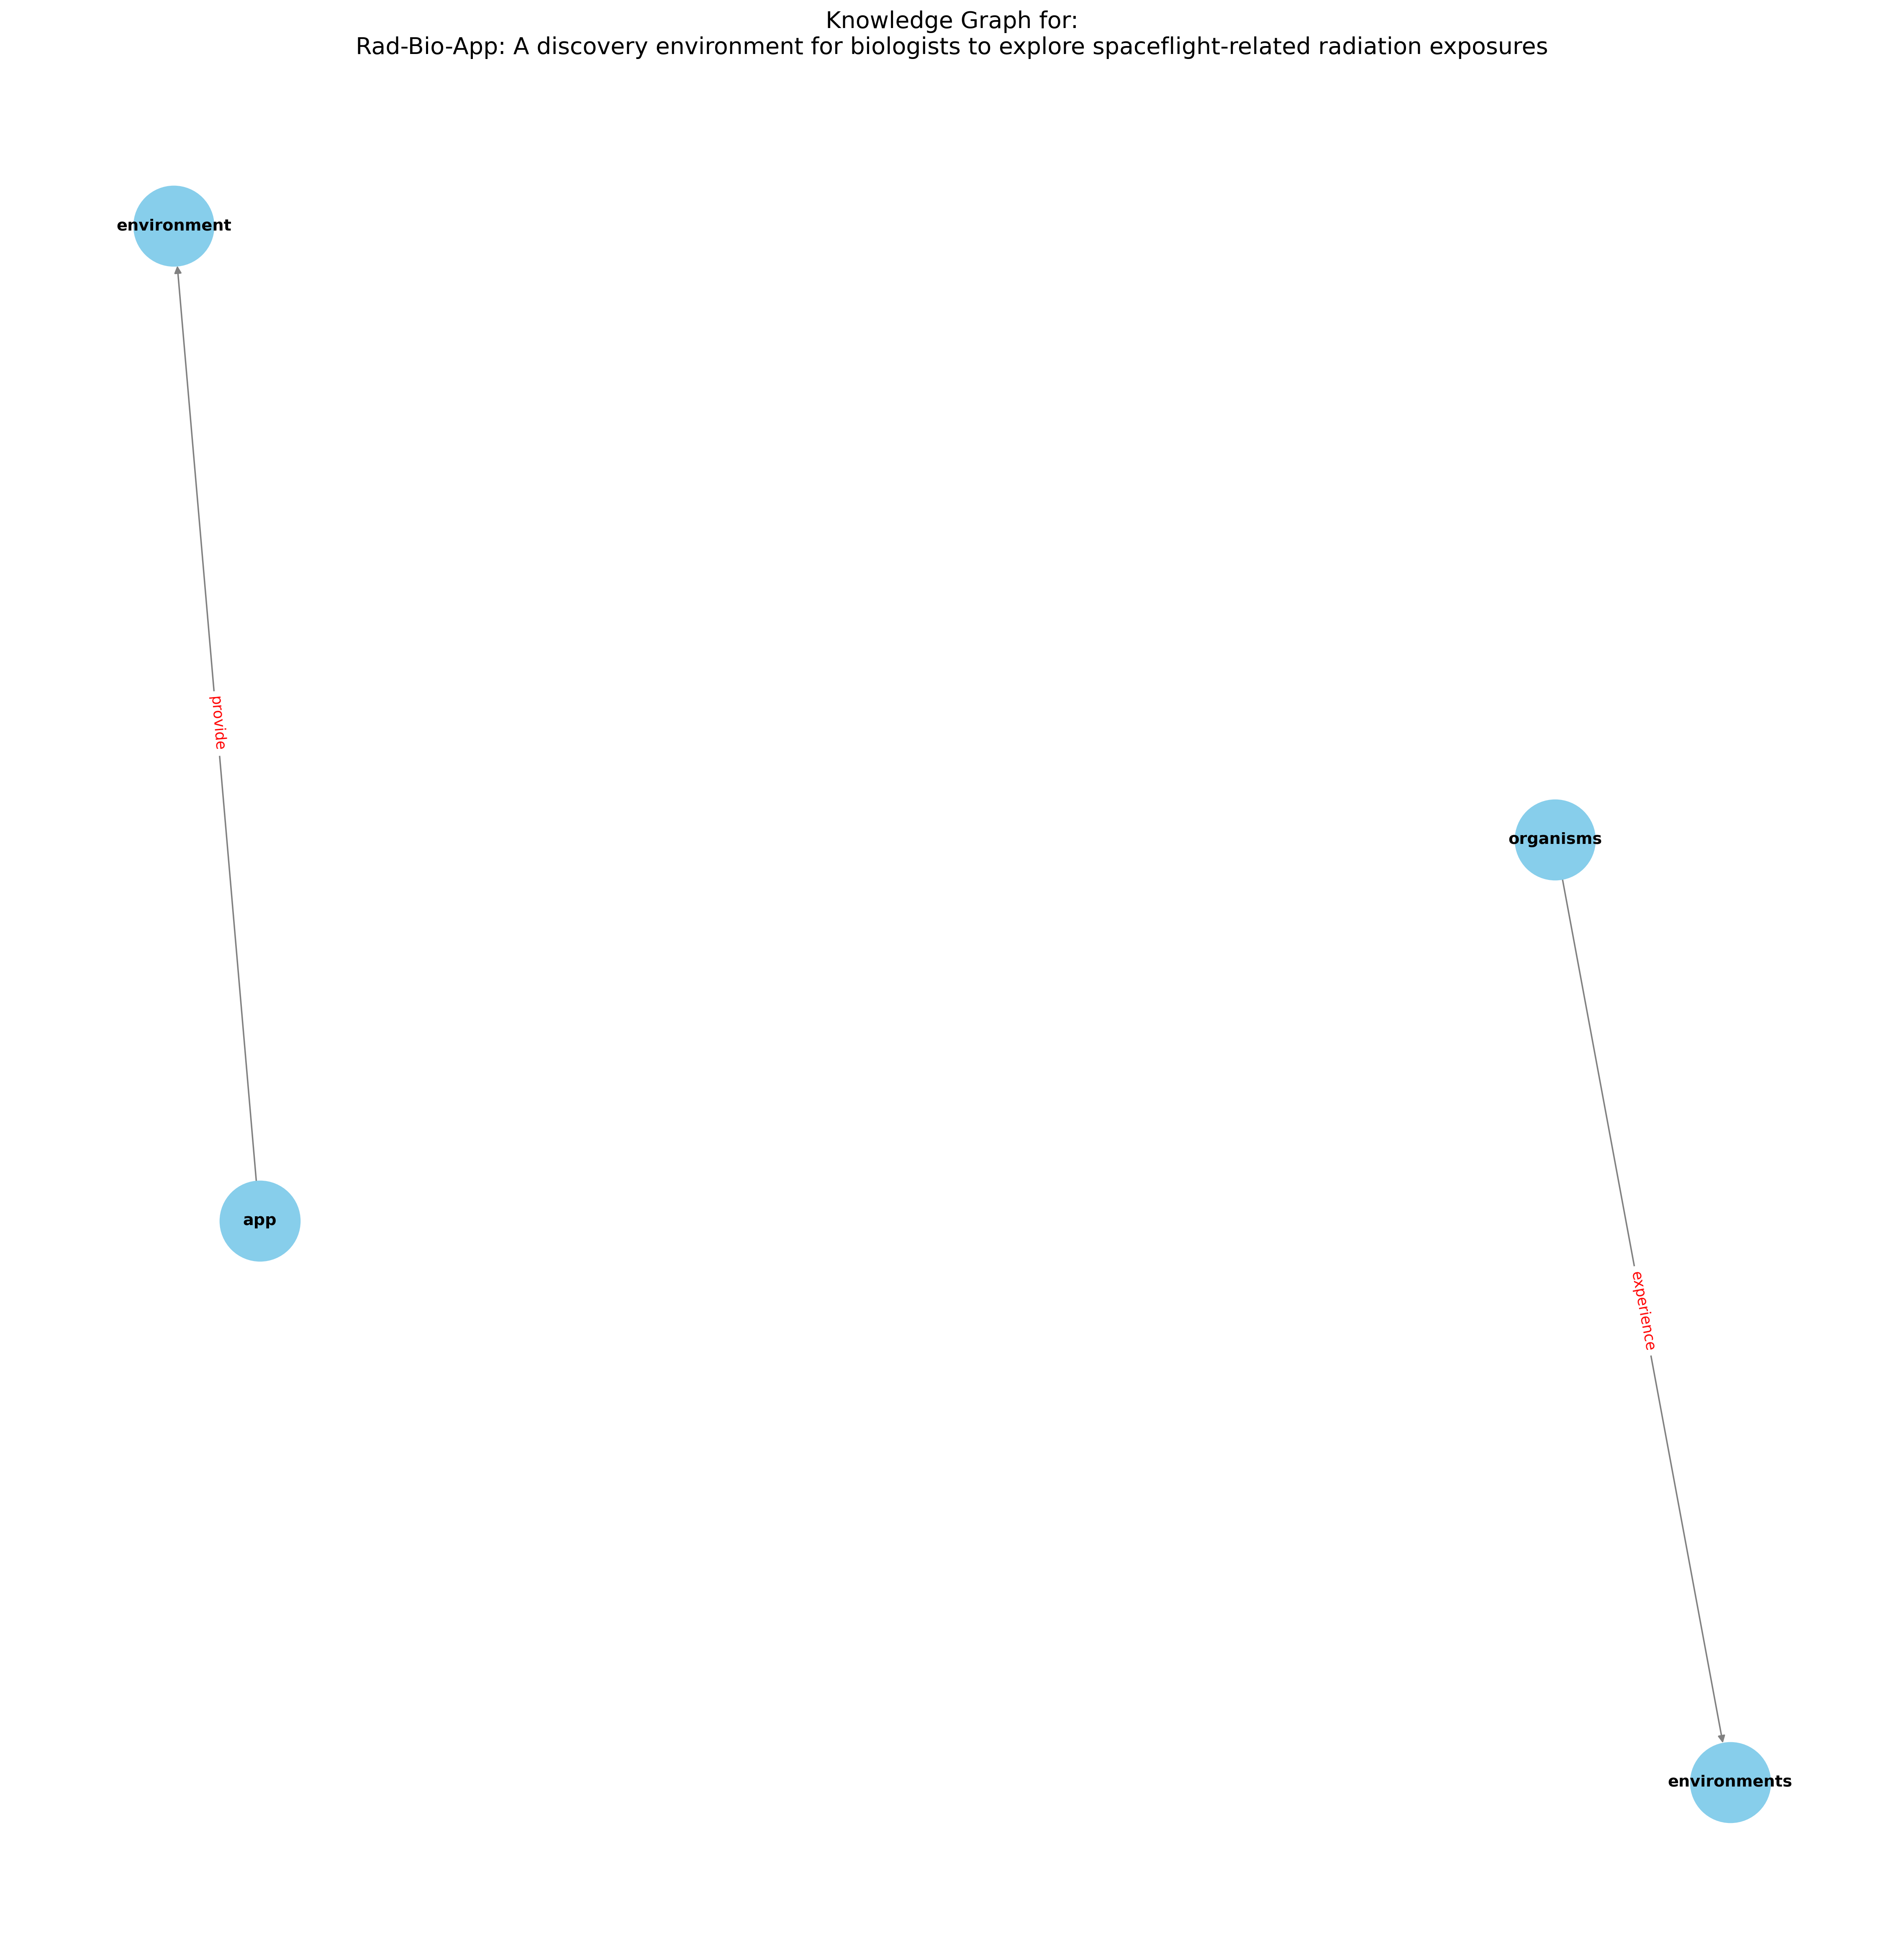 Knowledge Graph for:
Rad-Bio-App: A discovery environment for biologists to explore spaceflight-related radiation exposures
environment
provide
organisms
app
experience
environments